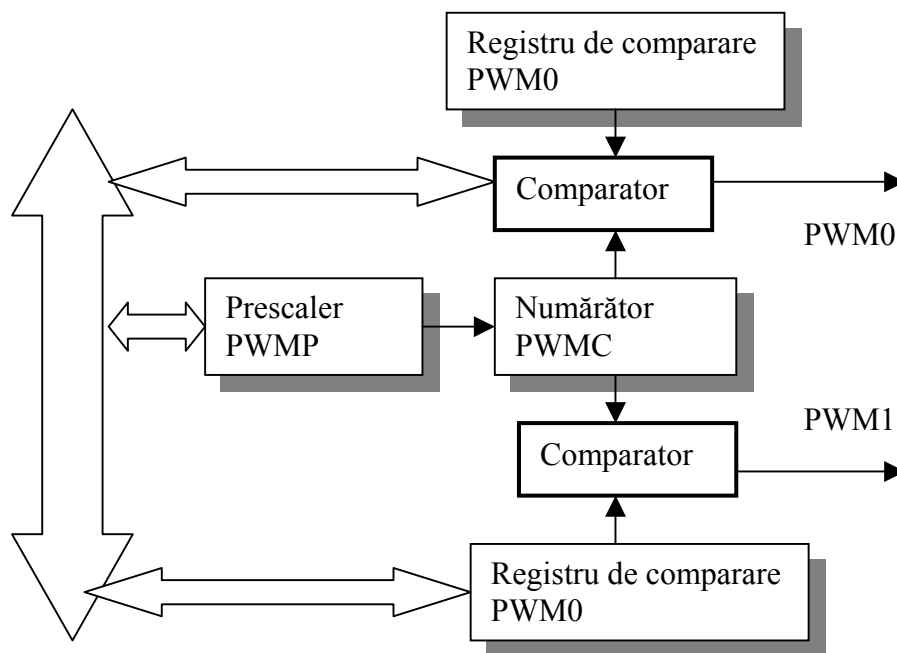 Registru de comparare
PWM0
Comparator
PWM0
Prescaler
PWMP
Numărător
PWMC
PWM1
Comparator
Registru de comparare
PWM0